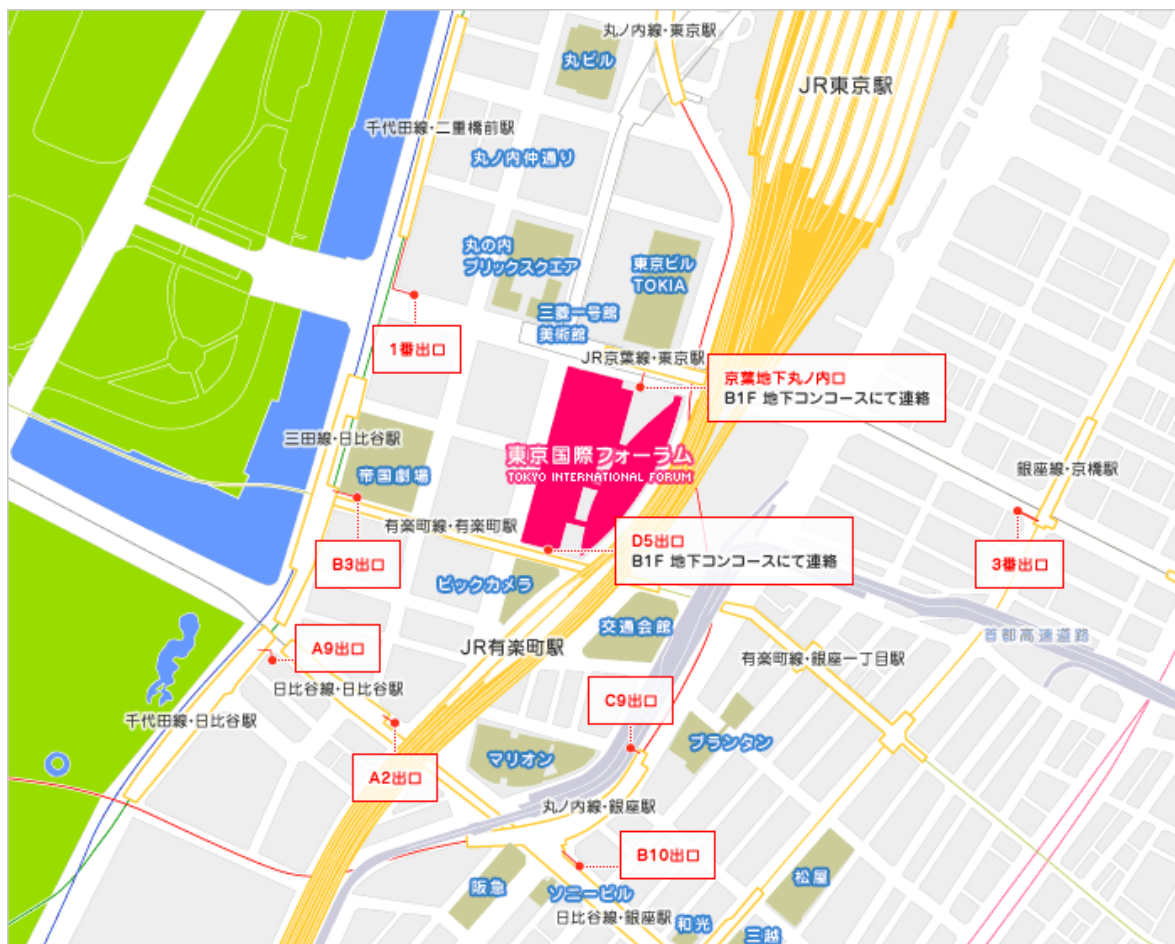 丸ノ内線・東京駅
丸ビル
JR東京駅
千代田線・二重橋前駅
丸ノ内仲通り
丸の内
ブリックスクエア
東京ビル
TOKIA
三菱一号館
美術館
1番出口
JR京葉線・東京駅
京葉地下丸ノ内口
B1F 地下コンコースにて連絡
三田線・日比谷駅
東京国際フォーラム
TOKYO INTERNATIONAL FORUM
帝国劇場
銀座線・京橋駅
有楽町線・有楽町駅
D5出口
B1F 地下コンコースにて連絡
B3出口
3番出口
ビックカメラ
交通会館
首都高速道路
A9出口
JR有楽町駅
有楽町線・銀座一丁目駅
日比谷線・日比谷駅
C9出口
千代田線・日比谷駅
プランタン
マリオン
A2出口
丸ノ内線・銀座駅
B10出口
阪急
ソニービル
松屋
日比谷線・銀座駅
和光
三越